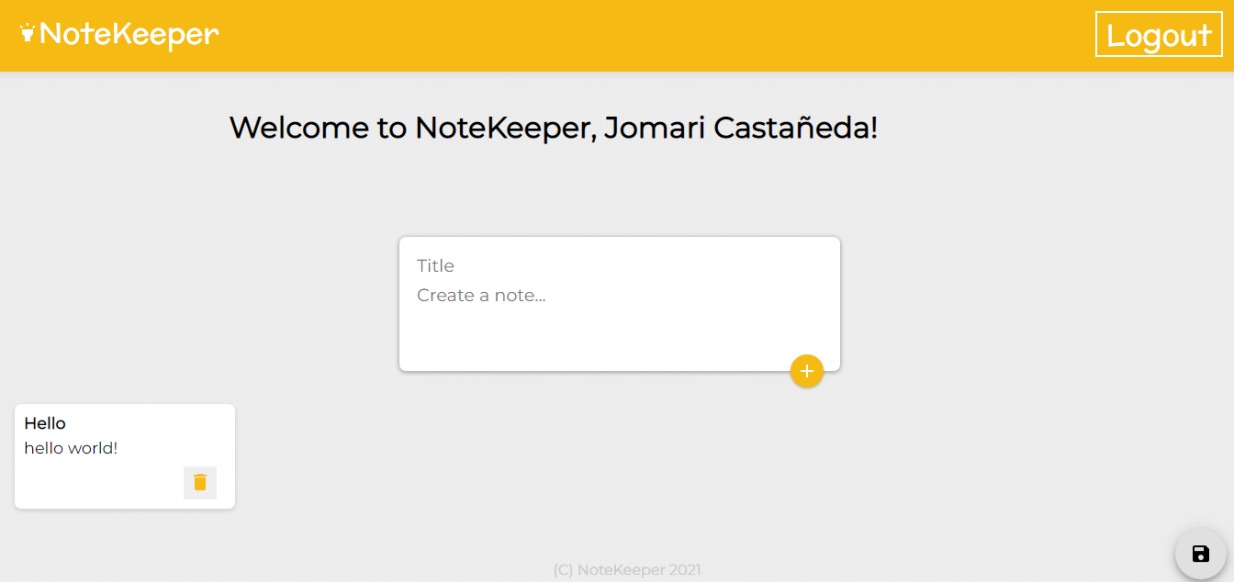 NoteKeeper
Logout
Welcome to NoteKeeper, Jomari Castañeda!
Title
Create a note...
Hello
hello world!
(C) NoteKeeper 2021